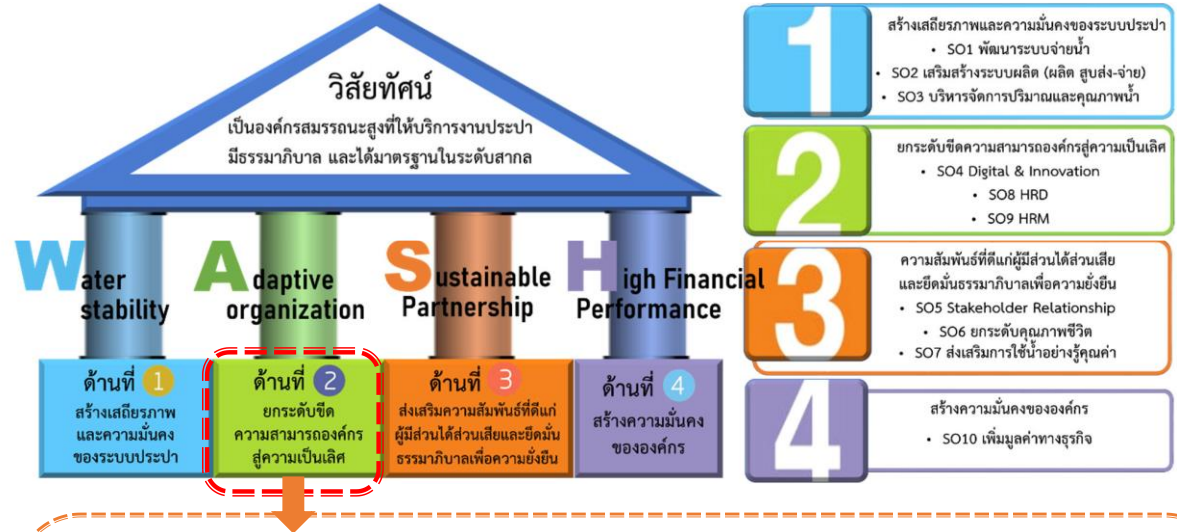 วิสัยทัศน์
เป็นองค์กรสมรรถนะสูงที่ให้บริการงานประปา
มีธรรมาภิบาล และได้มาตรฐานในระดับสากล
Water
stability
Adaptive
organization
Sustainable
Partnership
High Financial
Performance
ด้านที่ 1
สร้างเสถียรภาพ
และความมั่นคง
ของระบบประปา
ด้านที่ 2
ยกระดับขีด
ความสามารถองค์กร
สู่ความเป็นเลิศ
ด้านที่ 3
ส่งเสริมความสัมพันธ์ที่ดีแก่
ผู้มีส่วนได้ส่วนเสียและยึดมั่น
ธรรมาภิบาลเพื่อความยั่งยืน
ด้านที่ 4
สร้างความมั่นคง
ขององค์กร
1
สร้างเสถียรภาพและความมั่นคงของระบบประปา
• SO1 พัฒนาระบบจ่ายน้ำ
• SO2 เสริมสร้างระบบผลิต (ผลิต สูบส่ง-จ่าย)
• SO3 บริหารจัดการปริมาณและคุณภาพน้ำ
2
ยกระดับขีดความสามารถองค์กรสู่ความเป็นเลิศ
• SO4 Digital & Innovation
• SO8 HRD
• SO9 HRM
3
ความสัมพันธ์ที่ดีแก่ผู้มีส่วนได้ส่วนเสีย
และยึดมั่นธรรมาภิบาลเพื่อความยั่งยืน
• SO5 Stakeholder Relationship
• SO6 ยกระดับคุณภาพชีวิต
• SO7 ส่งเสริมการใช้น้ำอย่างรู้คุณค่า
4
สร้างความมั่นคงขององค์กร
• SO10 เพิ่มมูลค่าทางธุรกิจ